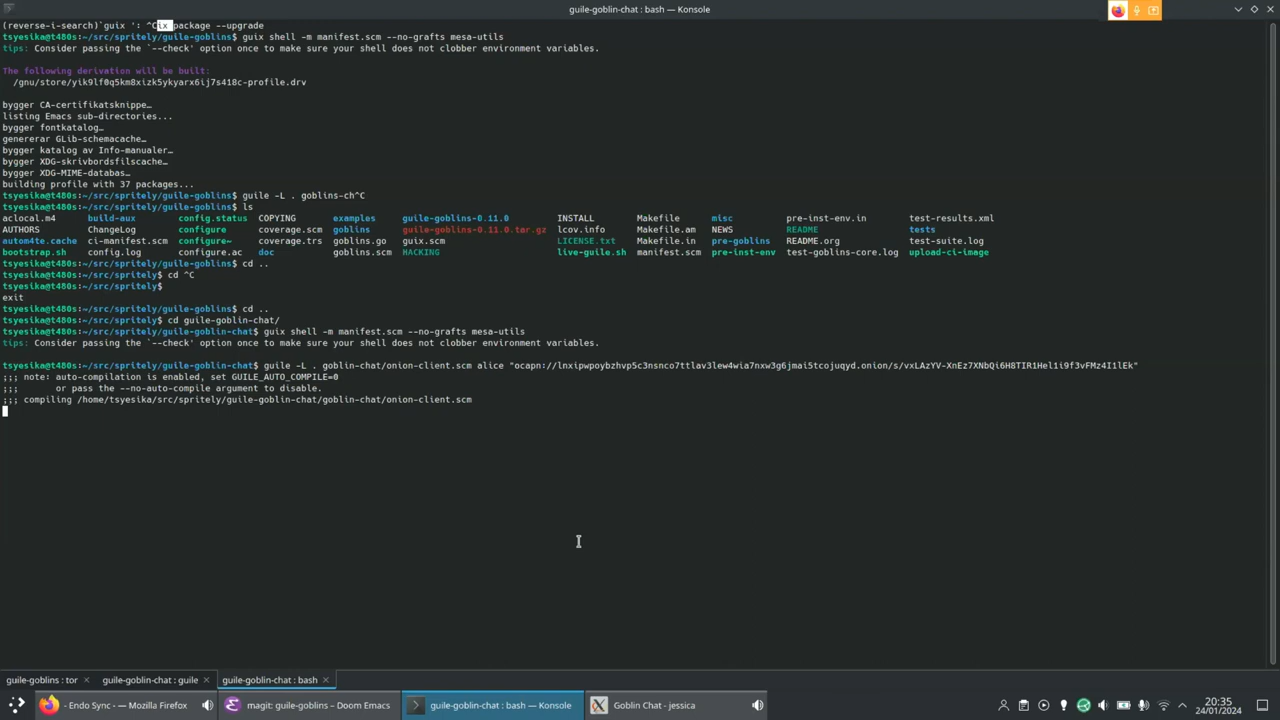 guile-goblin-chat : bash — Konsole
(reverse-i-search)`guix ': ^Cix package --upgrade
tsyesika@t480s:~/src/spritely/guile-goblins$ guix shell -m manifest.scm --no-grafts mesa-utils
tips: Consider passing the `--check' option once to make sure your shell does not clobber environment variables.
The following derivation will be built:
/gnu/store/yik9lf0q5km8xizk5ykyarx6ij7s418c-profile.drv
bygger CA-certifikatsknippe…
listing Emacs sub-directories...
bygger fontkatalog…
genererar GLib-schemacache…
bygger katalog av Info-manualer…
bygger XDG-skrivbordsfilscache…
bygger XDG-MIME-databas…
building profile with 37 packages...
tsyesika@t480s:~/src/spritely/guile-goblins$ guile -L . goblins-ch^C
tsyesika@t480s:~/src/spritely/guile-goblins$ ls
aclocal.m4 build-aux config.status COPYING examples guile-goblins-0.11.0 INSTALL Makefile misc pre-inst-env.in test-results.xml
AUTHORS ChangeLog configure coverage.scm goblins guile-goblins-0.11.0.tar.gz lcov.info Makefile.am NEWS README tests
autom4te.cache ci-manifest.scm configure~ coverage.trs goblins.go guix.scm LICENSE.txt Makefile.in pre-goblins README.org test-suite.log
bootstrap.sh config.log configure.ac doc goblins.scm HACKING live-guile.sh manifest.scm pre-inst-env test-goblins-core.log upload-ci-image
tsyesika@t480s:~/src/spritely/guile-goblins$ cd ..
tsyesika@t480s:~/src/spritely$ cd ^C
tsyesika@t480s:~/src/spritely$
exit
tsyesika@t480s:~/src/spritely/guile-goblins$ cd ..
tsyesika@t480s:~/src/spritely$ cd guile-goblin-chat/
tsyesika@t480s:~/src/spritely/guile-goblin-chat$ guix shell -m manifest.scm --no-grafts mesa-utils
tips: Consider passing the `--check' option once to make sure your shell does not clobber environment variables.
tsyesika@t480s:~/src/spritely/guile-goblin-chat$ guile -L . goblin-chat/onion-client.scm alice "ocapn://lnxipwpoybzhvp5c3nsnco7ttlav3lew4wia7nxw3g6jmai5tcojuqyd.onion/s/vxLAzYV-XnEz7XNbQi6H8TIR1Hel1i9f3vFMz4I1lEk"
;;; note: auto-compilation is enabled, set GUILE_AUTO_COMPILE=0
;;; or pass the --no-auto-compile argument to disable.
;;; compiling /home/tsyesika/src/spritely/guile-goblin-chat/goblin-chat/onion-client.scm
guile-goblins : tor guile-goblin-chat : guile guile-goblin-chat : bash
- Endo Sync - — Mozilla Firefox magit: guile-goblins – Doom Emacs guile-goblin-chat : bash — Konsole Goblin Chat - jessica 20:35
24/01/2024